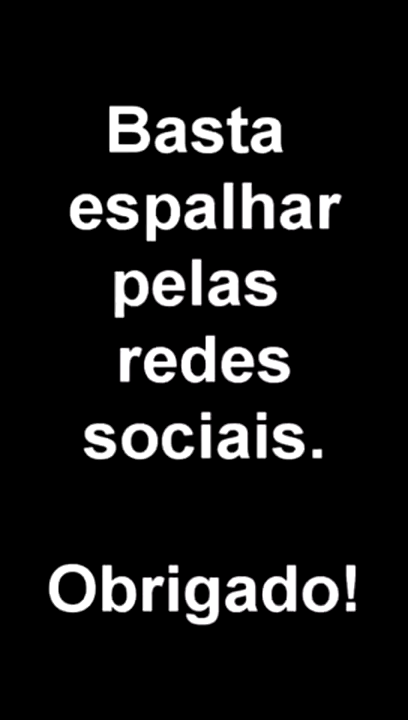 Basta
espalhar
pelas
redes
sociais.
Obrigado!